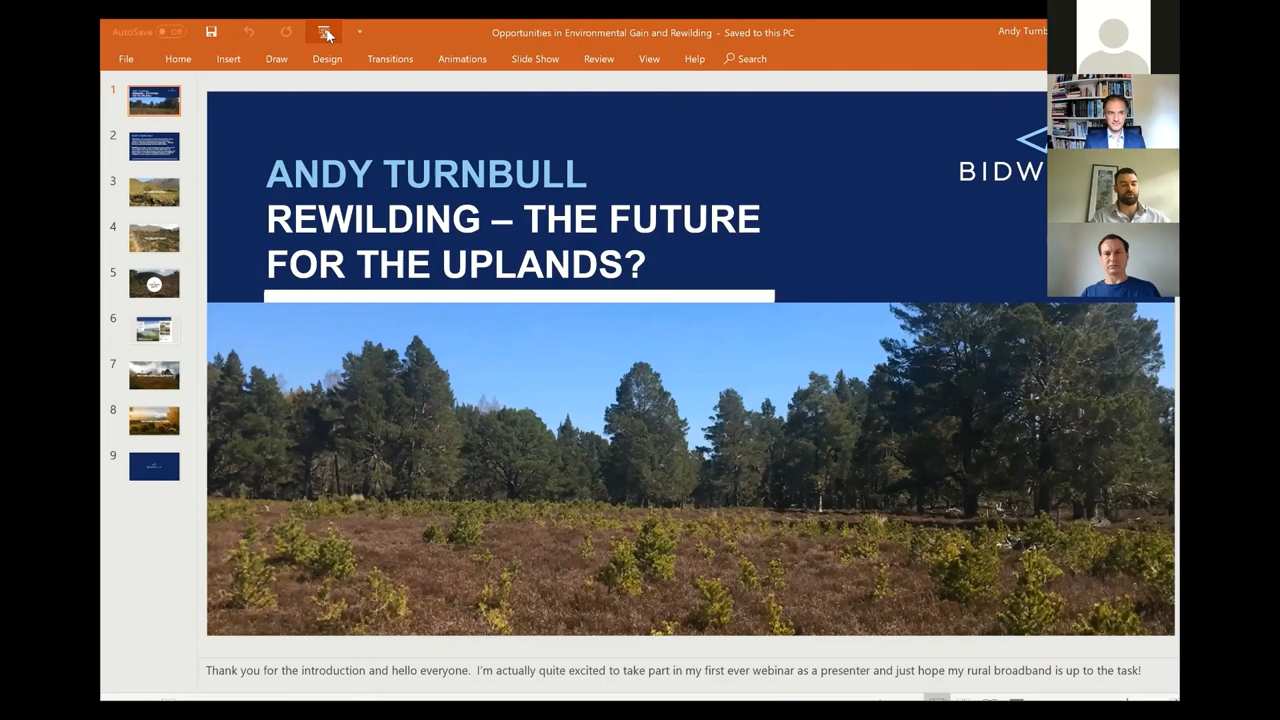 AutoSave Off
Opportunities in Environmental Gain and Rewilding - Saved to this PC
Andy Turnb
File Home Insert Draw Design Transitions Animations Slide Show Review View Help Search
1
2
3
4
5
6
7
8
9
ANDY TURNBULL
REWILDING – THE FUTURE
FOR THE UPLANDS?
BIDW
Thank you for the introduction and hello everyone. I'm actually quite excited to take part in my first ever webinar as a presenter and just hope my rural broadband is up to the task!